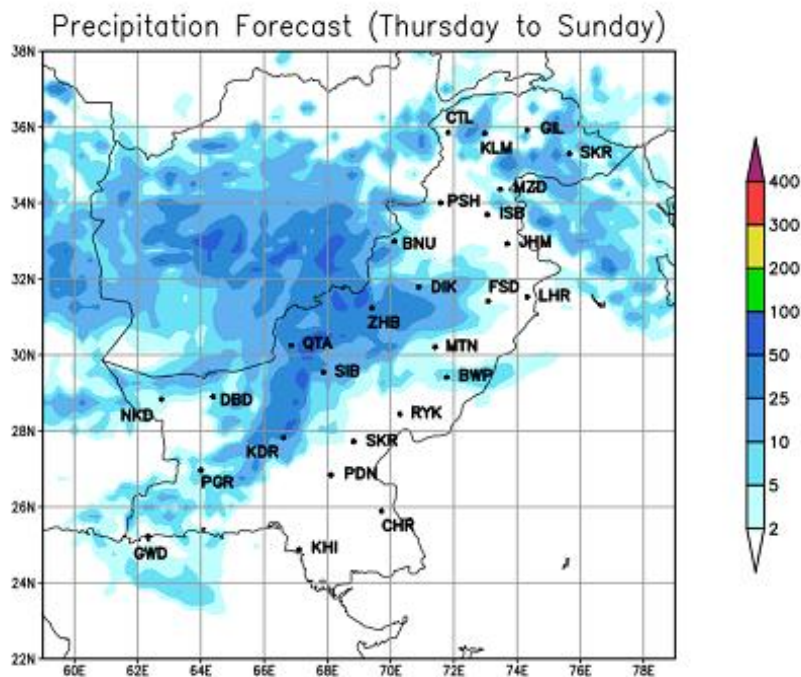 Precipitation Forecast (Thursday to Sunday)
38N
36N
34N
32N
30N
28N
26N
24N
22N
60E 62E 64E 66E 68E 70E 72E 74E 76E 78E
CTL
GIL
KLM
SKR
MZD
PSH
ISB
BNU
JHM
DIK
FSD
LHR
ZHB
QTA
MTN
SIB
BWP
DBD
NKD
RYK
KDR
SKR
PDN
PGR
CHR
GWD
KHI
400
300
200
100
50
25
10
5
2